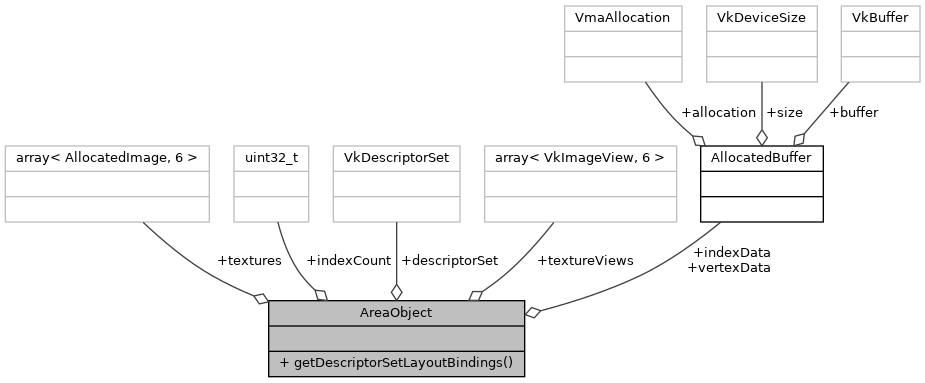 VmaAllocation
VkDeviceSize
VkBuffer
+allocation
+size
+buffer
array< AllocatedImage, 6 >
uint32_t
VkDescriptorSet
array< VkImageView, 6 >
AllocatedBuffer
+textures
+indexCount
+descriptorSet
+textureViews
+indexData
+vertexData
AreaObject
+ getDescriptorSetLayoutBindings()